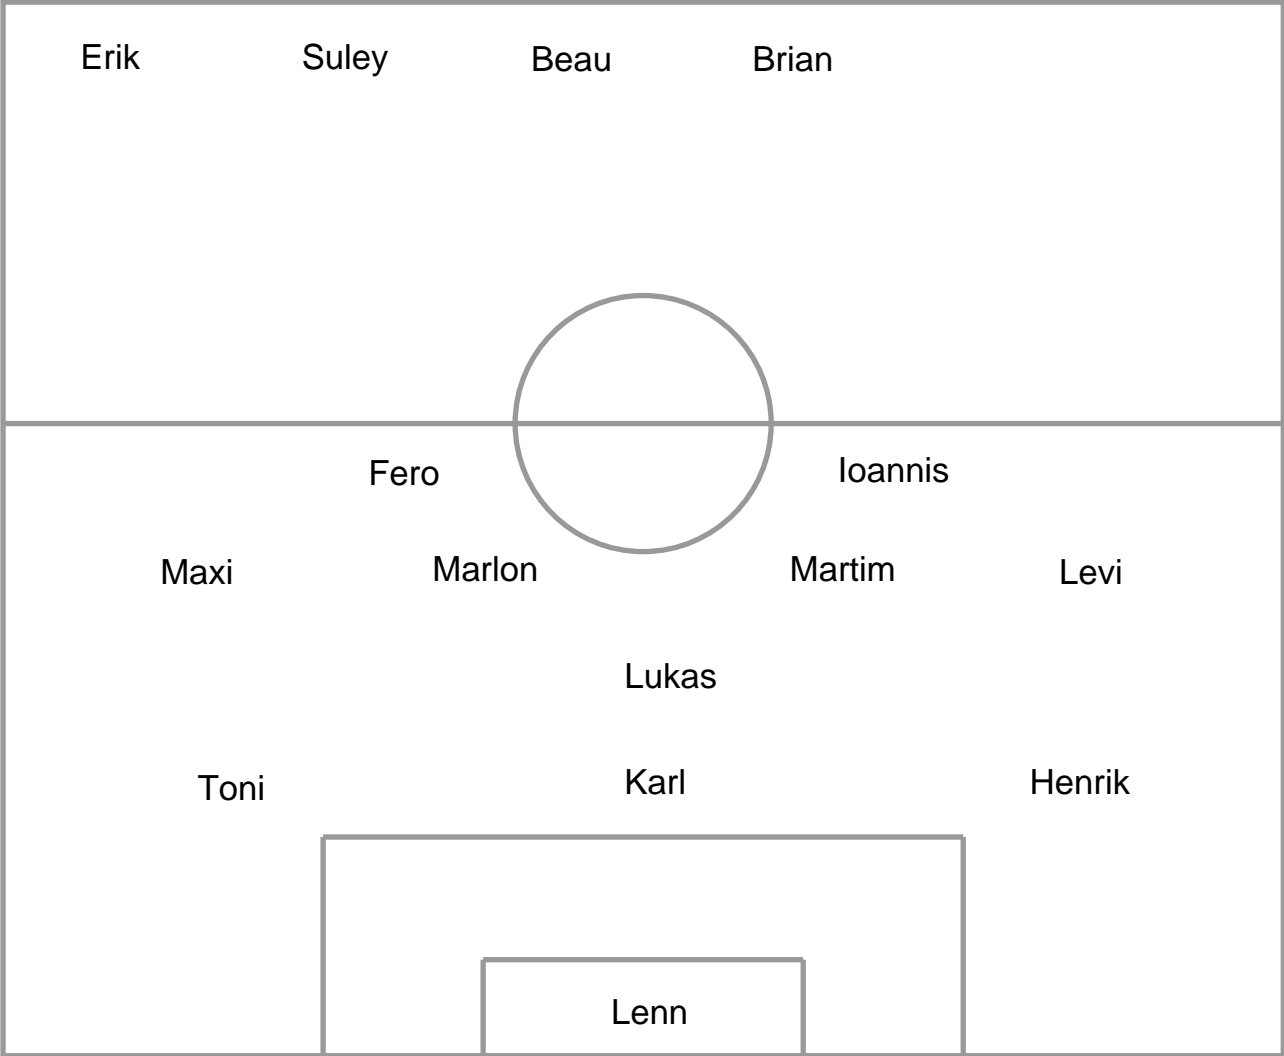 Erik Suley Beau Brian
Fero Ioannis
Maxi Marlon Martim Levi
Lukas
Toni Karl Henrik
Lenn